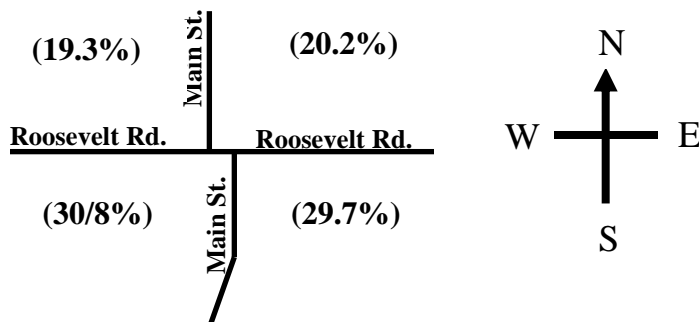 (19.3%)
Main St.
(20.2%)
N
Roosevelt Rd.
Roosevelt Rd.
W
E
(30/8%)
Main St.
(29.7%)
S